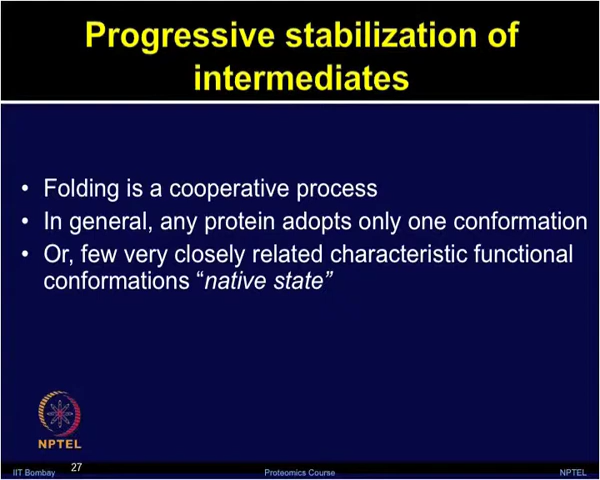 Progressive stabilization of
intermediates
• Folding is a cooperative process
• In general, any protein adopts only one conformation
• Or, few very closely related characteristic functional
conformations “native state”
NPTEL
IIT Bombay 27 Proteomics Course NPTEL